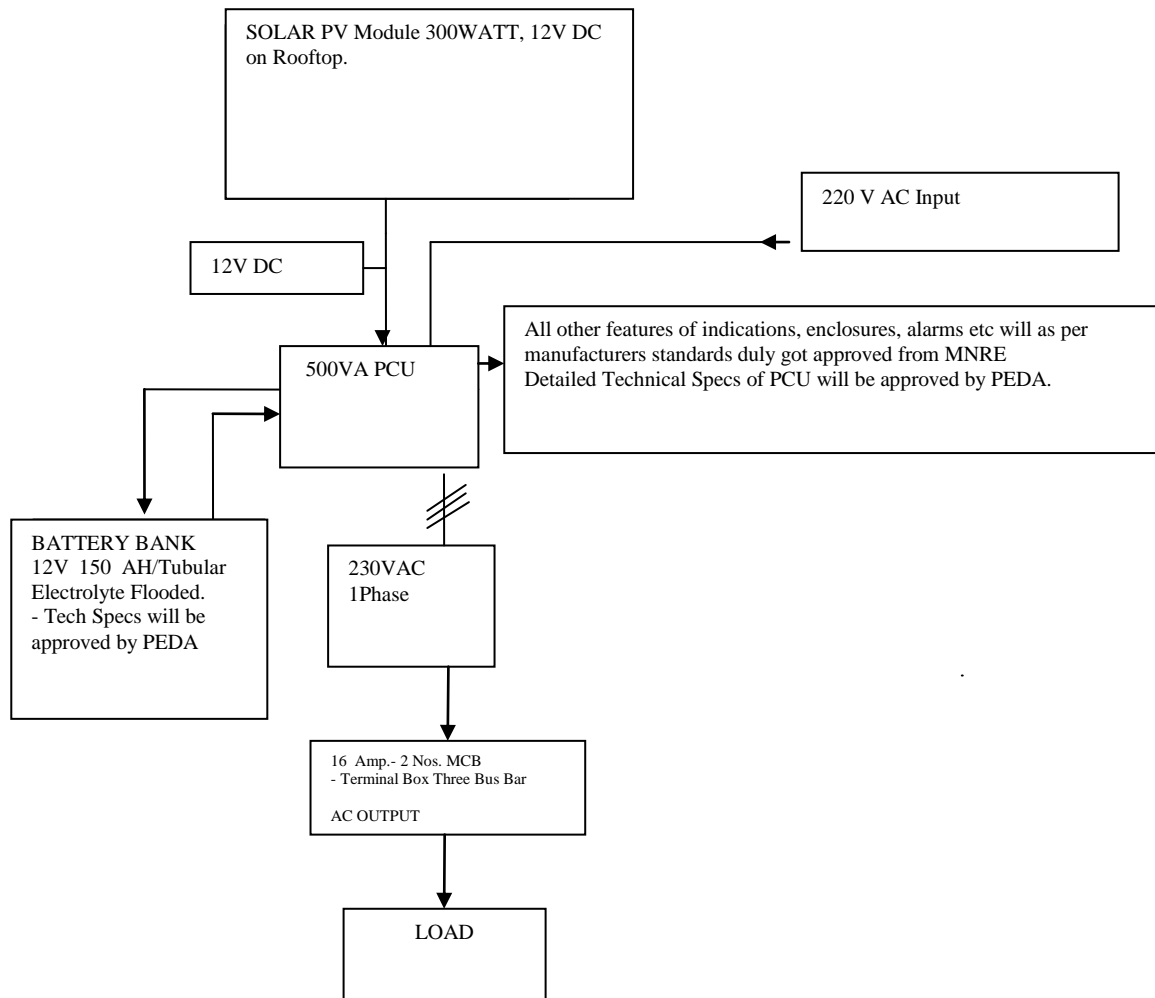 SOLAR PV Module 300WATT, 12V DC
on Rooftop.
220 V AC Input
12V DC
All other features of indications, enclosures, alarms etc will as per
manufacturers standards duly got approved from MNRE
Detailed Technical Specs of PCU will be approved by PEDA.
500VA PCU
BATTERY BANK
12V 150 AH/Tubular
Electrolyte Flooded.
- Tech Specs will be
approved by PEDA
230VAC
1Phase
.
16 Amp.- 2 Nos. MCB
- Terminal Box Three Bus Bar
AC OUTPUT
LOAD